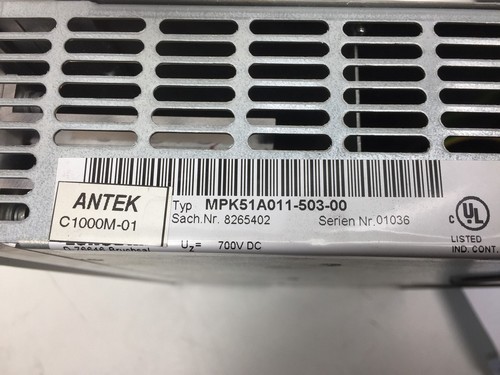 ANTEK
C1000M-01
Typ MPK51A011-503-00
Sach.Nr. 8265402 Serien Nr.01036
U_z= 700V DC
C UL
LISTED
IND. CONT.